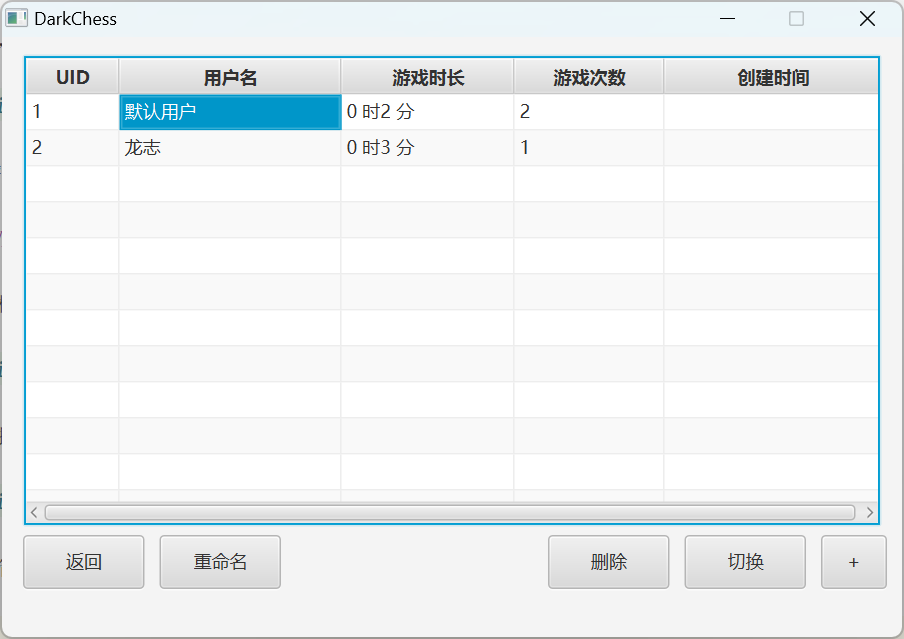 DarkChess
UID 用户名 游戏时长 游戏次数 创建时间
1 默认用户 0 时2 分 2
2 龙志 0 时3 分 1
返回 重命名 删除 切换 +